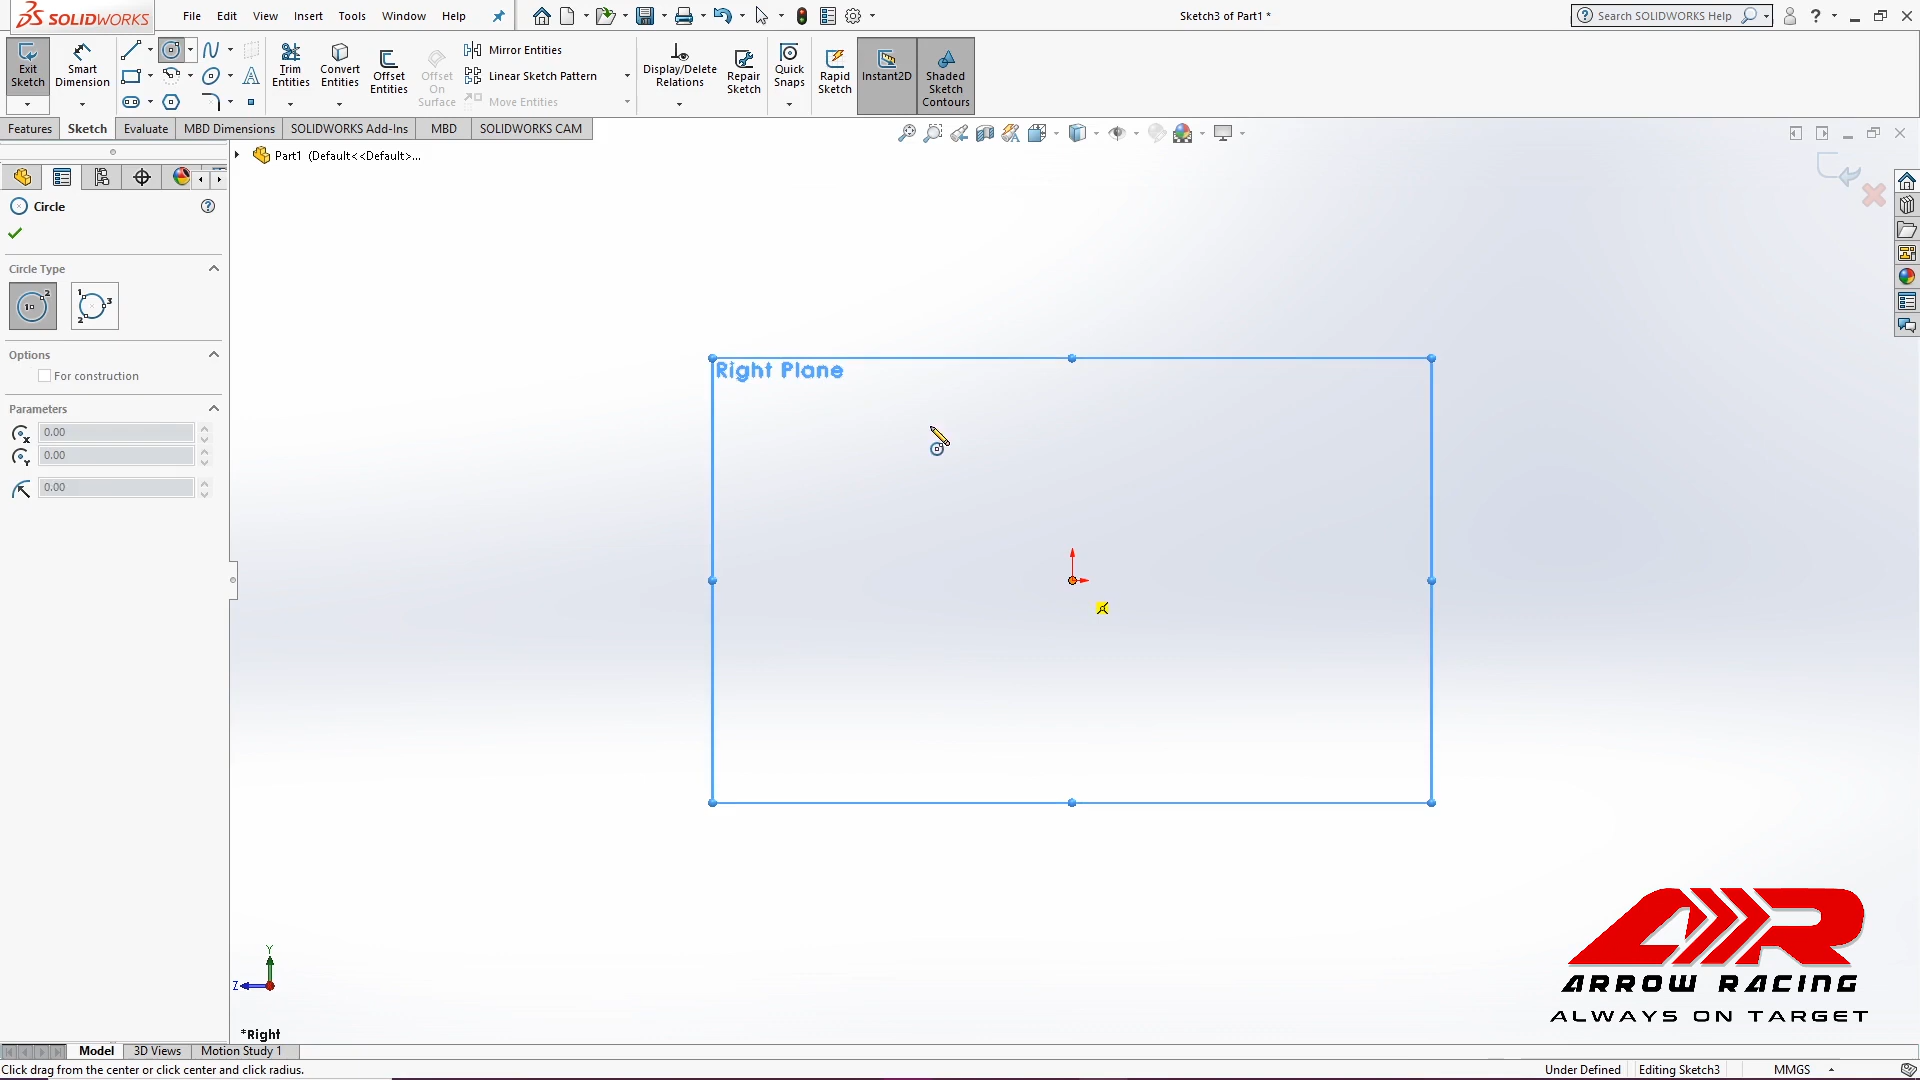 SOLIDWORKS
File Edit View Insert Tools Window Help
Sketch3 of Part1 *
Search SOLIDWORKS Help
Exit Sketch
Smart Dimension
Trim Entities
Convert Entities
Offset Entities
Offset On Surface
Mirror Entities
Linear Sketch Pattern
Move Entities
Display/Delete Relations
Repair Sketch
Quick Snaps
Rapid Sketch
Instant2D
Shaded Sketch Contours
Features Sketch Evaluate MBD Dimensions SOLIDWORKS Add-Ins MBD SOLIDWORKS CAM
Part1 (Default<<Default>...
Circle
Circle Type
Options
For construction
Parameters
0.00
0.00
0.00
Right Plane
Y
Z
*Right
AR
ARROW RACING
ALWAYS ON TARGET
Model 3D Views Motion Study 1
Click drag from the center or click center and click radius.
Under Defined Editing Sketch3 MMGS